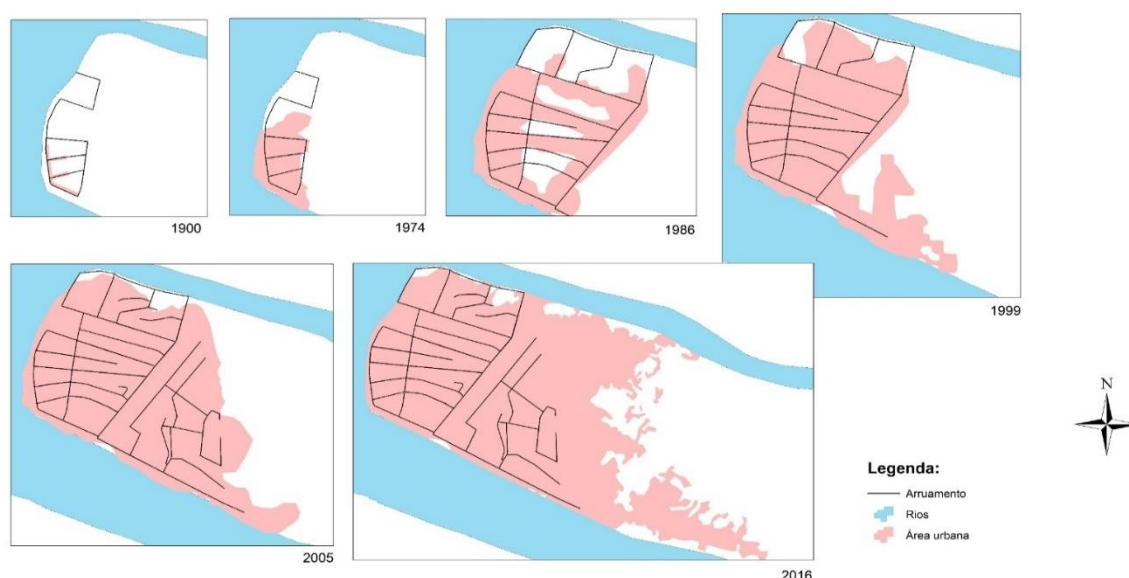 1900
1974
1986
1999
2005
2016
N
Legenda:
Arruamento
Rios
Área urbana